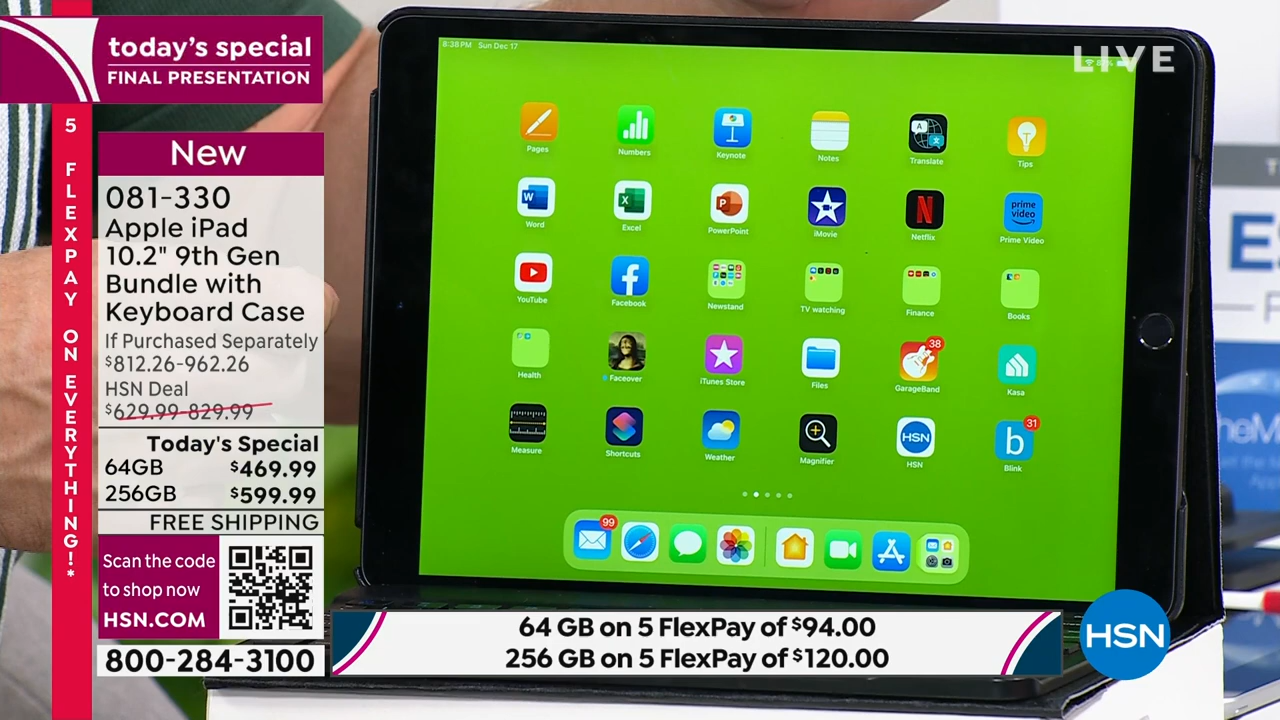 today's special
FINAL PRESENTATION
5 FLEXPAY ON EVERYTHING!*
New
081-330
Apple iPad
10.2" 9th Gen
Bundle with
Keyboard Case
If Purchased Separately
$812.26-962.26
HSN Deal
$629.99-829.99
Today's Special
64GB $469.99
256GB $599.99
FREE SHIPPING
Scan the code
to shop now
HSN.COM
800-284-3100
8:38 PM Sun Dec 17
LIVE
Pages Numbers Keynote Notes Translate Tips
Word Excel PowerPoint iMovie Netflix Prime Video
prime video
YouTube Facebook Newstand TV watching Finance Books
38
Health Faceover iTunes Store Files GarageBand Kasa
HSN
31
Measure Shortcuts Weather Magnifier HSN Blink
99
64 GB on 5 FlexPay of $94.00
256 GB on 5 FlexPay of $120.00
HSN